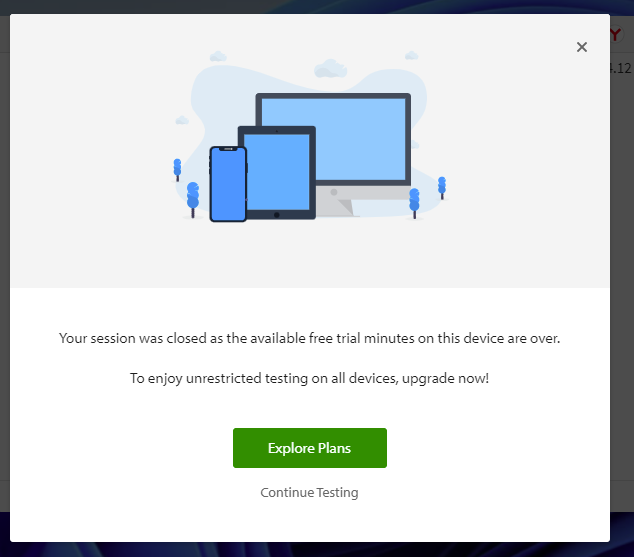 Your session was closed as the available free trial minutes on this device are over.
To enjoy unrestricted testing on all devices, upgrade now!
Explore Plans
Continue Testing